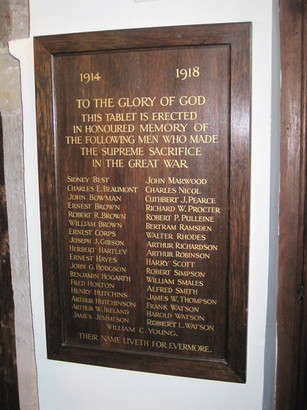 1914 1918
TO THE GLORY OF GOD
THIS TABLET IS ERECTED
IN HONOURED MEMORY OF
THE FOLLOWING MEN WHO MADE
THE SUPREME SACRIFICE
IN THE GREAT WAR
SIDNEY BEST
CHARLES E. BEAUMONT
JOHN BOWMAN
ERNEST BROWN
ROBERT R. BROWN
WILLIAM BROWN
ERNEST CORPS
JOSEPH J. GIBSON
HERBERT HARTLEY
ERNEST HAYES
JOHN G. HODGSON
BENJAMIN HOGARTH
FRED HORTON
HENRY HUTCHINS
ARTHUR HUTCHINSON
ARTHUR W. IRELAND
JAMES JEMMESON
JOHN MARWOOD
CHARLES NICOL
CUTHBERT J. PEARCE
RICHARD W. PROCTER
ROBERT P. PULLEINE
BERTRAM RAMSDEN
WALTER RHODES
ARTHUR RICHARDSON
ARTHUR ROBINSON
HARRY SCOTT
ROBERT SIMPSON
WILLIAM SMALES
ALFRED SMITH
JAMES W. THOMPSON
FRANK WATSON
HAROLD WATSON
ROBERT L. WATSON
WILLIAM C. YOUNG.
THEIR NAME LIVETH FOR EVERMORE.